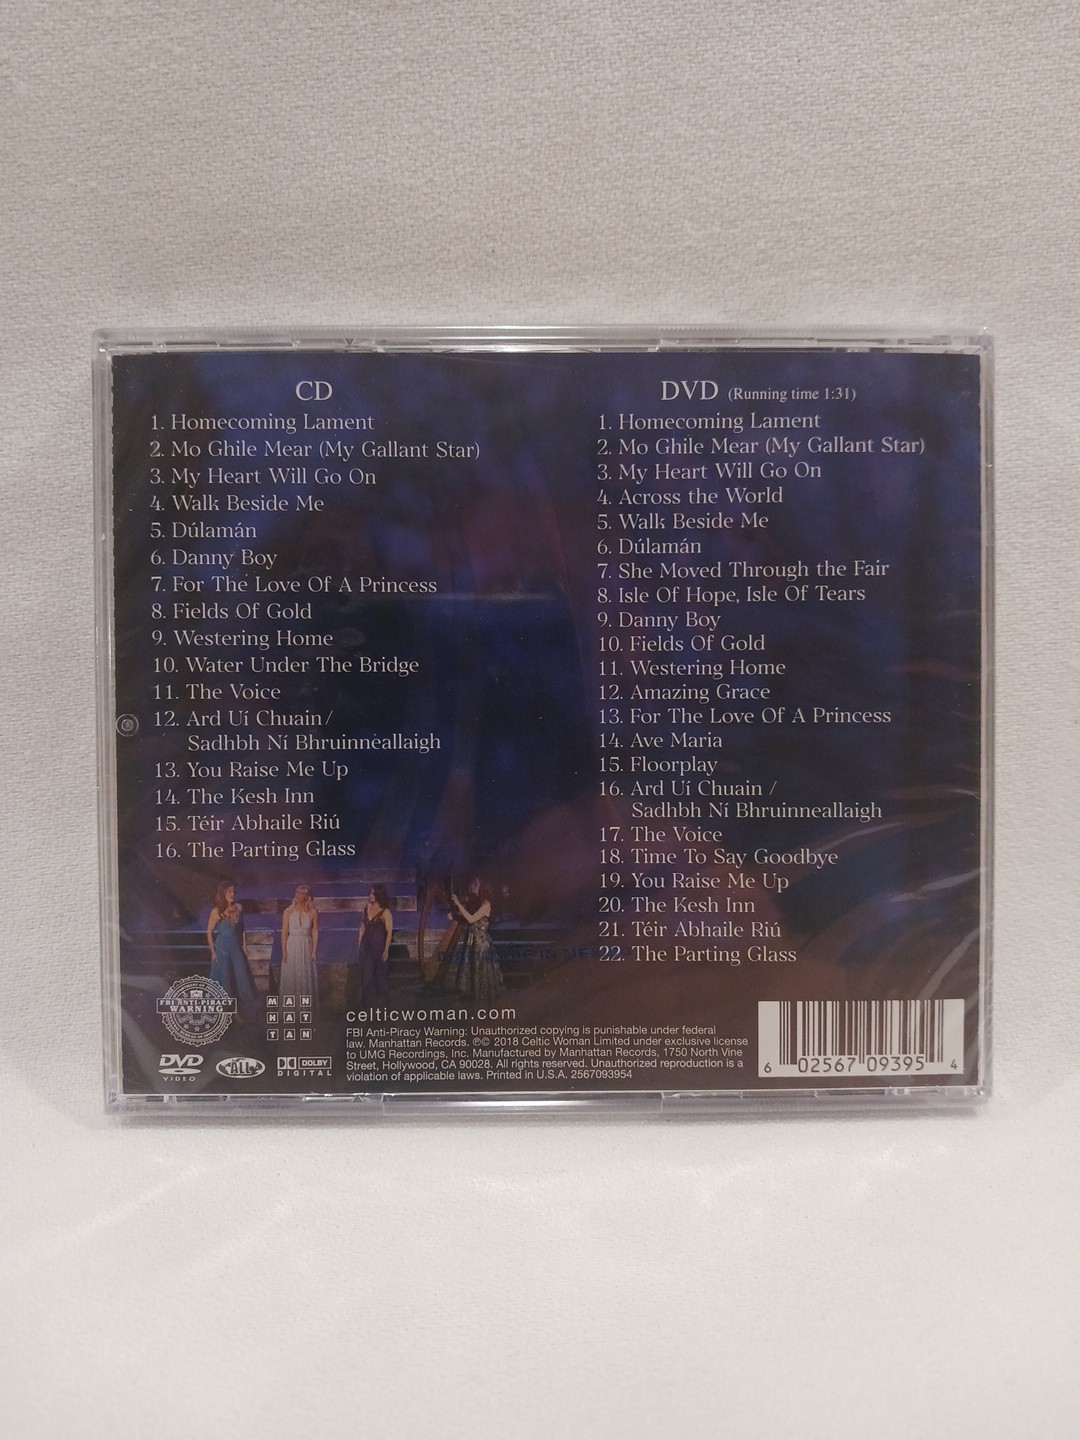 CD
1. Homecoming Lament
2. Mo Ghile Mear (My Gallant Star)
3. My Heart Will Go On
4. Walk Beside Me
5. Dúlamán
6. Danny Boy
7. For The Love Of A Princess
8. Fields Of Gold
9. Westering Home
10. Water Under The Bridge
11. The Voice
12. Ard Uí Chuain /
Sadhbh Ní Bhruinneallaigh
13. You Raise Me Up
14. The Kesh Inn
15. Téir Abhaile Riú
16. The Parting Glass
DVD (Running time 1:31)
1. Homecoming Lament
2. Mo Ghile Mear (My Gallant Star)
3. My Heart Will Go On
4. Across the World
5. Walk Beside Me
6. Dúlamán
7. She Moved Through the Fair
8. Isle Of Hope, Isle Of Tears
9. Danny Boy
10. Fields Of Gold
11. Westering Home
12. Amazing Grace
13. For The Love Of A Princess
14. Ave Maria
15. Floorplay
16. Ard Uí Chuain /
Sadhbh Ní Bhruinneallaigh
17. The Voice
18. Time To Say Goodbye
19. You Raise Me Up
20. The Kesh Inn
21. Téir Abhaile Riú
22. The Parting Glass
FBI ANTI-PIRACY
WARNING
MAN
HAT
TAN
DVD
VIDEO
ALL
DOLBY
DIGITAL
celticwoman.com
FBI Anti-Piracy Warning: Unauthorized copying is punishable under federal
law. Manhattan Records. ℗© 2018 Celtic Woman Limited under exclusive license
to UMG Recordings, Inc. Manufactured by Manhattan Records, 1750 North Vine
Street, Hollywood, CA 90028. All rights reserved. Unauthorized reproduction is a
violation of applicable laws. Printed in U.S.A. 2567093954
6 02567 09395 4